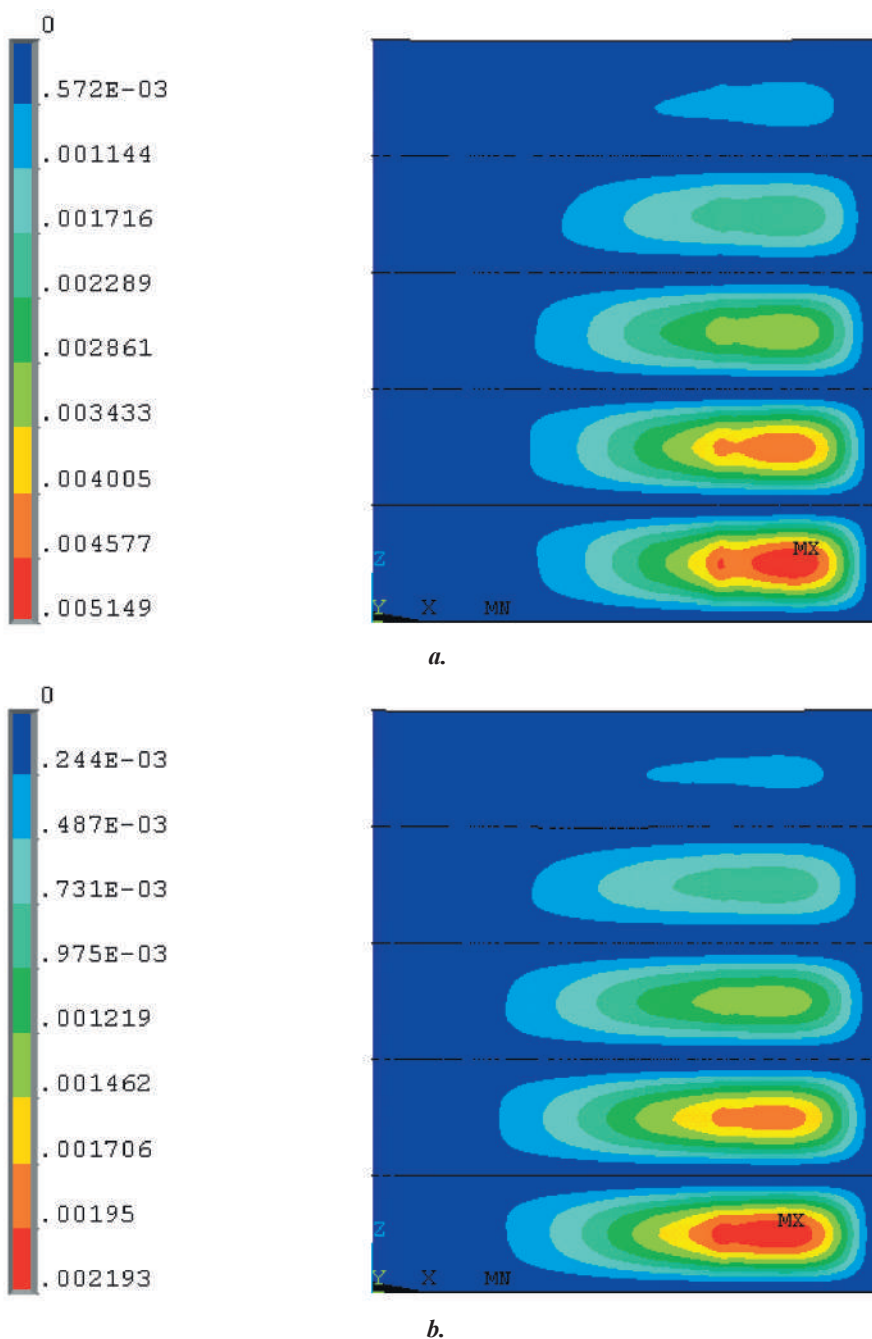 0
.572E-03
.001144
.001716
.002289
.002861
.003433
.004005
.004577
.005149
MX
Z
Y X MN
a.
0
.244E-03
.487E-03
.731E-03
.975E-03
.001219
.001462
.001706
.00195
.002193
MX
Z
Y X MN
b.